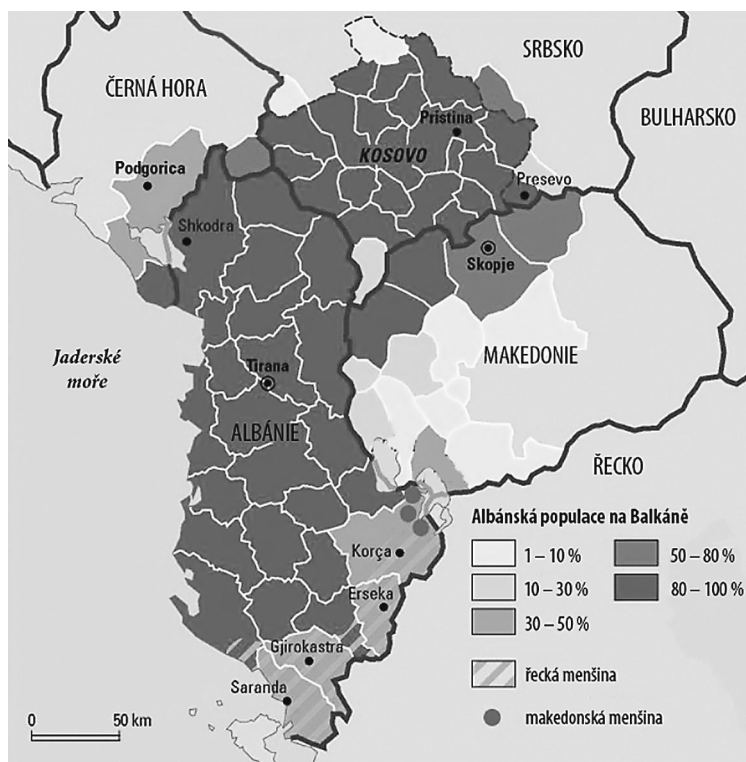 SRBSKO
ČERNÁ HORA
BULHARSKO
Pristina
KOSOVO
Podgorica
Presevo
Shkodra
Skopje
Jaderské
moře
MAKEDONIE
Tirana
ALBÁNIE
ŘECKO
Albánská populace na Balkáně
1 – 10 %
50 – 80 %
10 – 30 %
80 – 100 %
30 – 50 %
řecká menšina
makedonská menšina
Korça
Erseka
Gjirokastra
Saranda
0 50 km